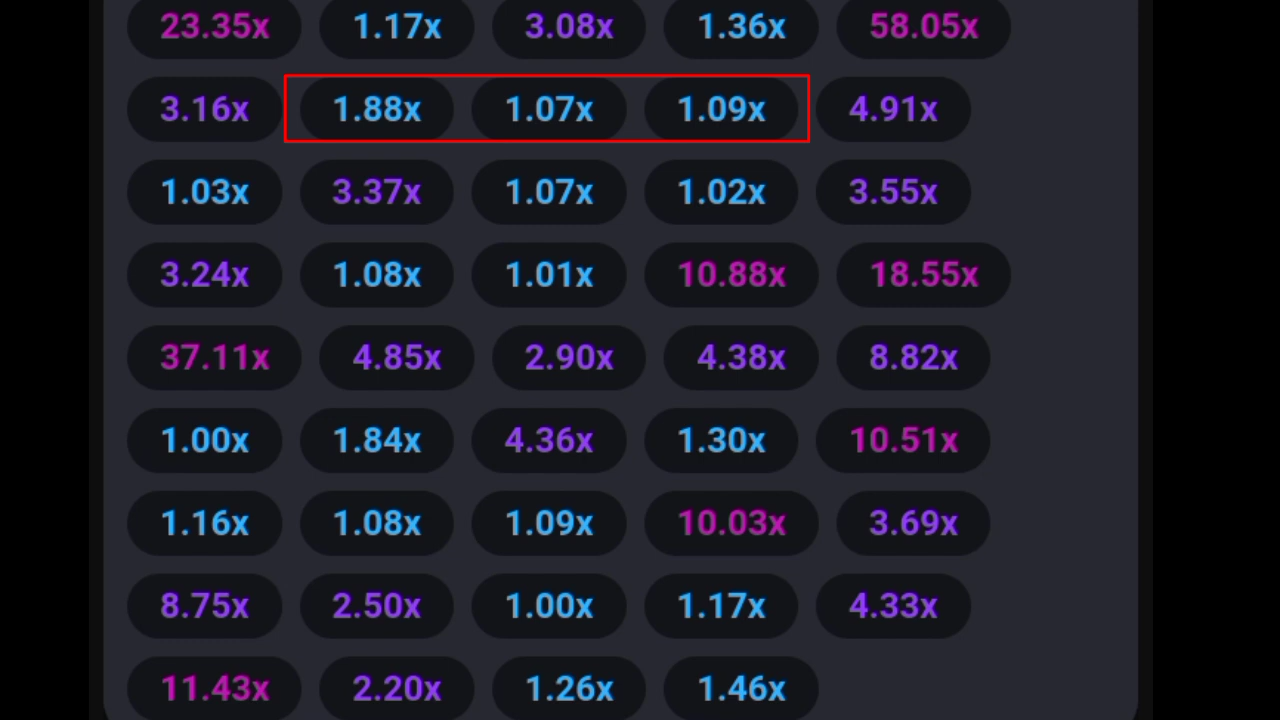 23.35x 1.17x 3.08x 1.36x 58.05x
3.16x 1.88x 1.07x 1.09x 4.91x
1.03x 3.37x 1.07x 1.02x 3.55x
3.24x 1.08x 1.01x 10.88x 18.55x
37.11x 4.85x 2.90x 4.38x 8.82x
1.00x 1.84x 4.36x 1.30x 10.51x
1.16x 1.08x 1.09x 10.03x 3.69x
8.75x 2.50x 1.00x 1.17x 4.33x
11.43x 2.20x 1.26x 1.46x